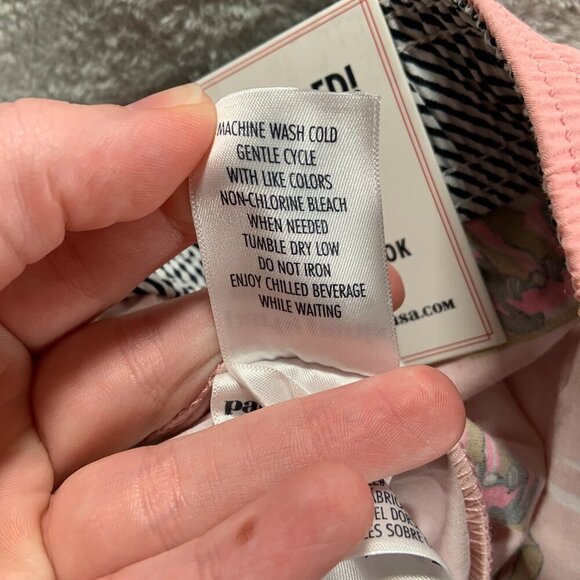 MACHINE WASH COLD
GENTLE CYCLE
WITH LIKE COLORS
NON-CHLORINE BLEACH
WHEN NEEDED
TUMBLE DRY LOW
DO NOT IRON
ENJOY CHILLED BEVERAGE
WHILE WAITING